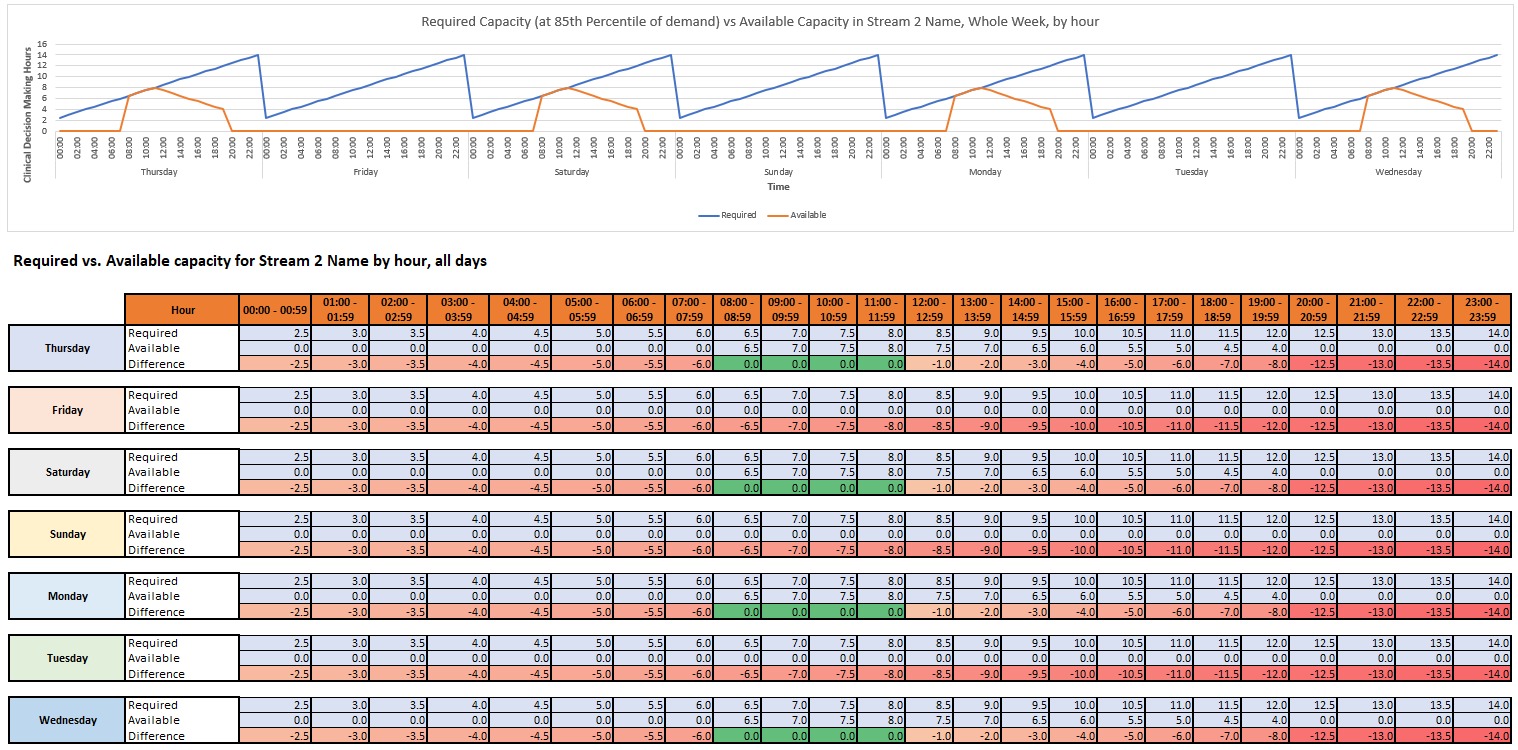 Required Capacity (at 85th Percentile of demand) vs Available Capacity in Stream 2 Name, Whole Week, by hour
Clinical Decision Making Hours
16
14
12
10
8
6
4
2
0
00:00 02:00 04:00 06:00 08:00 10:00 12:00 14:00 16:00 18:00 20:00 22:00 00:00 02:00 04:00 06:00 08:00 10:00 12:00 14:00 16:00 18:00 20:00 22:00 00:00 02:00 04:00 06:00 08:00 10:00 12:00 14:00 16:00 18:00 20:00 22:00 00:00 02:00 04:00 06:00 08:00 10:00 12:00 14:00 16:00 18:00 20:00 22:00 00:00 02:00 04:00 06:00 08:00 10:00 12:00 14:00 16:00 18:00 20:00 22:00 00:00 02:00 04:00 06:00 08:00 10:00 12:00 14:00 16:00 18:00 20:00 22:00 00:00 02:00 04:00 06:00 08:00 10:00 12:00 14:00 16:00 18:00 20:00 22:00
Thursday Friday Saturday Sunday Monday Tuesday Wednesday
Time
Required Available
Required vs. Available capacity for Stream 2 Name by hour, all days
Hour 00:00 - 00:59 01:00 - 01:59 02:00 - 02:59 03:00 - 03:59 04:00 - 04:59 05:00 - 05:59 06:00 - 06:59 07:00 - 07:59 08:00 - 08:59 09:00 - 09:59 10:00 - 10:59 11:00 - 11:59 12:00 - 12:59 13:00 - 13:59 14:00 - 14:59 15:00 - 15:59 16:00 - 16:59 17:00 - 17:59 18:00 - 18:59 19:00 - 19:59 20:00 - 20:59 21:00 - 21:59 22:00 - 22:59 23:00 - 23:59
Thursday
Required 2.5 3.0 3.5 4.0 4.5 5.0 5.5 6.0 6.5 7.0 7.5 8.0 8.5 9.0 9.5 10.0 10.5 11.0 11.5 12.0 12.5 13.0 13.5 14.0
Available 0.0 0.0 0.0 0.0 0.0 0.0 0.0 0.0 6.5 7.0 7.5 8.0 7.5 7.0 6.5 6.0 5.5 5.0 4.5 4.0 0.0 0.0 0.0 0.0
Difference -2.5 -3.0 -3.5 -4.0 -4.5 -5.0 -5.5 -6.0 0.0 0.0 0.0 0.0 -1.0 -2.0 -3.0 -4.0 -5.0 -6.0 -7.0 -8.0 -12.5 -13.0 -13.5 -14.0
Friday
Required 2.5 3.0 3.5 4.0 4.5 5.0 5.5 6.0 6.5 7.0 7.5 8.0 8.5 9.0 9.5 10.0 10.5 11.0 11.5 12.0 12.5 13.0 13.5 14.0
Available 0.0 0.0 0.0 0.0 0.0 0.0 0.0 0.0 0.0 0.0 0.0 0.0 0.0 0.0 0.0 0.0 0.0 0.0 0.0 0.0 0.0 0.0 0.0 0.0
Difference -2.5 -3.0 -3.5 -4.0 -4.5 -5.0 -5.5 -6.0 -6.5 -7.0 -7.5 -8.0 -8.5 -9.0 -9.5 -10.0 -10.5 -11.0 -11.5 -12.0 -12.5 -13.0 -13.5 -14.0
Saturday
Required 2.5 3.0 3.5 4.0 4.5 5.0 5.5 6.0 6.5 7.0 7.5 8.0 8.5 9.0 9.5 10.0 10.5 11.0 11.5 12.0 12.5 13.0 13.5 14.0
Available 0.0 0.0 0.0 0.0 0.0 0.0 0.0 0.0 6.5 7.0 7.5 8.0 7.5 7.0 6.5 6.0 5.5 5.0 4.5 4.0 0.0 0.0 0.0 0.0
Difference -2.5 -3.0 -3.5 -4.0 -4.5 -5.0 -5.5 -6.0 0.0 0.0 0.0 0.0 -1.0 -2.0 -3.0 -4.0 -5.0 -6.0 -7.0 -8.0 -12.5 -13.0 -13.5 -14.0
Sunday
Required 2.5 3.0 3.5 4.0 4.5 5.0 5.5 6.0 6.5 7.0 7.5 8.0 8.5 9.0 9.5 10.0 10.5 11.0 11.5 12.0 12.5 13.0 13.5 14.0
Available 0.0 0.0 0.0 0.0 0.0 0.0 0.0 0.0 0.0 0.0 0.0 0.0 0.0 0.0 0.0 0.0 0.0 0.0 0.0 0.0 0.0 0.0 0.0 0.0
Difference -2.5 -3.0 -3.5 -4.0 -4.5 -5.0 -5.5 -6.0 -6.5 -7.0 -7.5 -8.0 -8.5 -9.0 -9.5 -10.0 -10.5 -11.0 -11.5 -12.0 -12.5 -13.0 -13.5 -14.0
Monday
Required 2.5 3.0 3.5 4.0 4.5 5.0 5.5 6.0 6.5 7.0 7.5 8.0 8.5 9.0 9.5 10.0 10.5 11.0 11.5 12.0 12.5 13.0 13.5 14.0
Available 0.0 0.0 0.0 0.0 0.0 0.0 0.0 0.0 6.5 7.0 7.5 8.0 7.5 7.0 6.5 6.0 5.5 5.0 4.5 4.0 0.0 0.0 0.0 0.0
Difference -2.5 -3.0 -3.5 -4.0 -4.5 -5.0 -5.5 -6.0 0.0 0.0 0.0 0.0 -1.0 -2.0 -3.0 -4.0 -5.0 -6.0 -7.0 -8.0 -12.5 -13.0 -13.5 -14.0
Tuesday
Required 2.5 3.0 3.5 4.0 4.5 5.0 5.5 6.0 6.5 7.0 7.5 8.0 8.5 9.0 9.5 10.0 10.5 11.0 11.5 12.0 12.5 13.0 13.5 14.0
Available 0.0 0.0 0.0 0.0 0.0 0.0 0.0 0.0 0.0 0.0 0.0 0.0 0.0 0.0 0.0 0.0 0.0 0.0 0.0 0.0 0.0 0.0 0.0 0.0
Difference -2.5 -3.0 -3.5 -4.0 -4.5 -5.0 -5.5 -6.0 -6.5 -7.0 -7.5 -8.0 -8.5 -9.0 -9.5 -10.0 -10.5 -11.0 -11.5 -12.0 -12.5 -13.0 -13.5 -14.0
Wednesday
Required 2.5 3.0 3.5 4.0 4.5 5.0 5.5 6.0 6.5 7.0 7.5 8.0 8.5 9.0 9.5 10.0 10.5 11.0 11.5 12.0 12.5 13.0 13.5 14.0
Available 0.0 0.0 0.0 0.0 0.0 0.0 0.0 0.0 6.5 7.0 7.5 8.0 7.5 7.0 6.5 6.0 5.5 5.0 4.5 4.0 0.0 0.0 0.0 0.0
Difference -2.5 -3.0 -3.5 -4.0 -4.5 -5.0 -5.5 -6.0 0.0 0.0 0.0 0.0 -1.0 -2.0 -3.0 -4.0 -5.0 -6.0 -7.0 -8.0 -12.5 -13.0 -13.5 -14.0